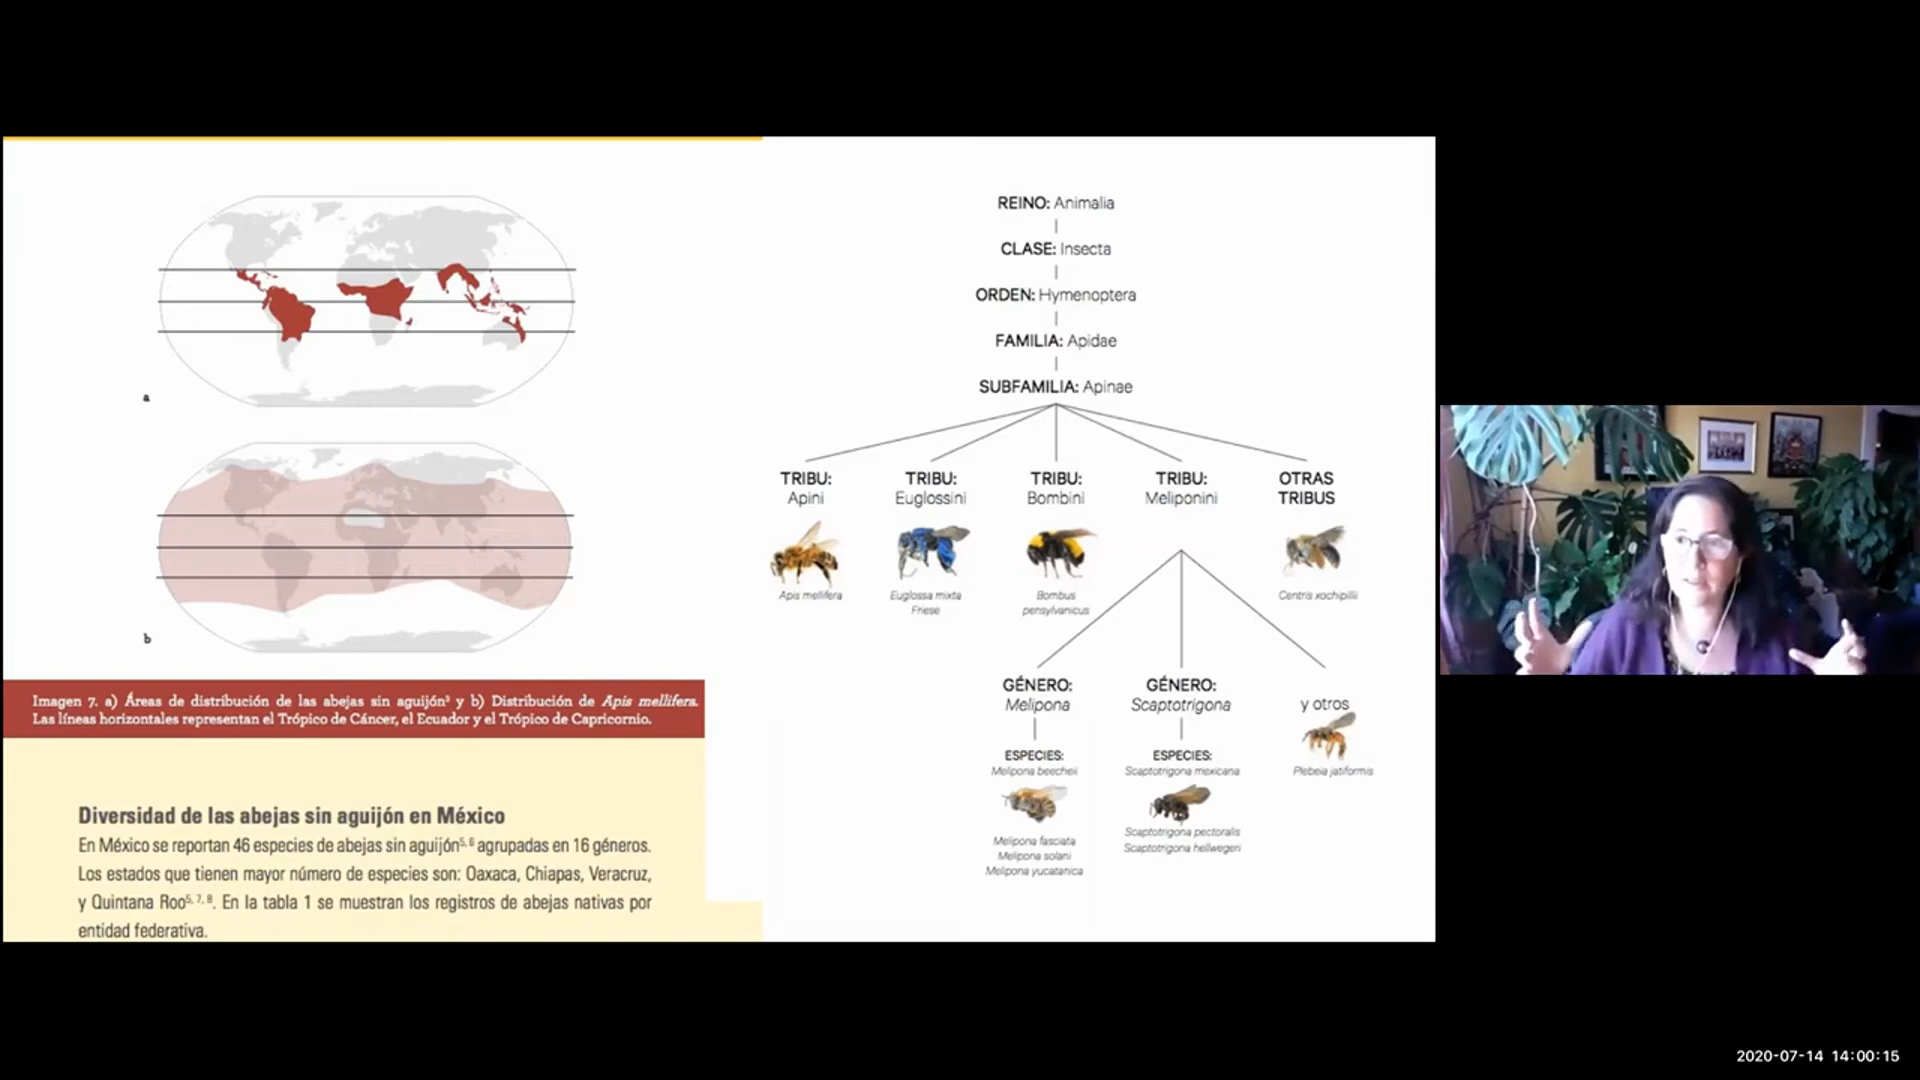 a
b
Imagen 7. a) Áreas de distribución de las abejas sin aguijón³ y b) Distribución de Apis mellifera.
Las líneas horizontales representan el Trópico de Cáncer, el Ecuador y el Trópico de Capricornio.
Diversidad de las abejas sin aguijón en México
En México se reportan 46 especies de abejas sin aguijón⁵,⁶ agrupadas en 16 géneros.
Los estados que tienen mayor número de especies son: Oaxaca, Chiapas, Veracruz,
y Quintana Roo⁵,⁷,⁸. En la tabla 1 se muestran los registros de abejas nativas por
entidad federativa.
REINO: Animalia
CLASE: Insecta
ORDEN: Hymenoptera
FAMILIA: Apidae
SUBFAMILIA: Apinae
TRIBU:
Apini
TRIBU:
Euglossini
TRIBU:
Bombini
TRIBU:
Meliponini
OTRAS
TRIBUS
Apis mellifera
Euglossa mixta
Friese
Bombus
pensylvanicus
Centris xochipillii
GÉNERO:
Melipona
GÉNERO:
Scaptotrigona
y otros
ESPECIES:
Melipona beecheii
ESPECIES:
Scaptotrigona mexicana
Plebeia jatiformis
Melipona fasciata
Melipona solani
Melipona yucatanica
Scaptotrigona pectoralis
Scaptotrigona hellwegeri
2020-07-14 14:00:15